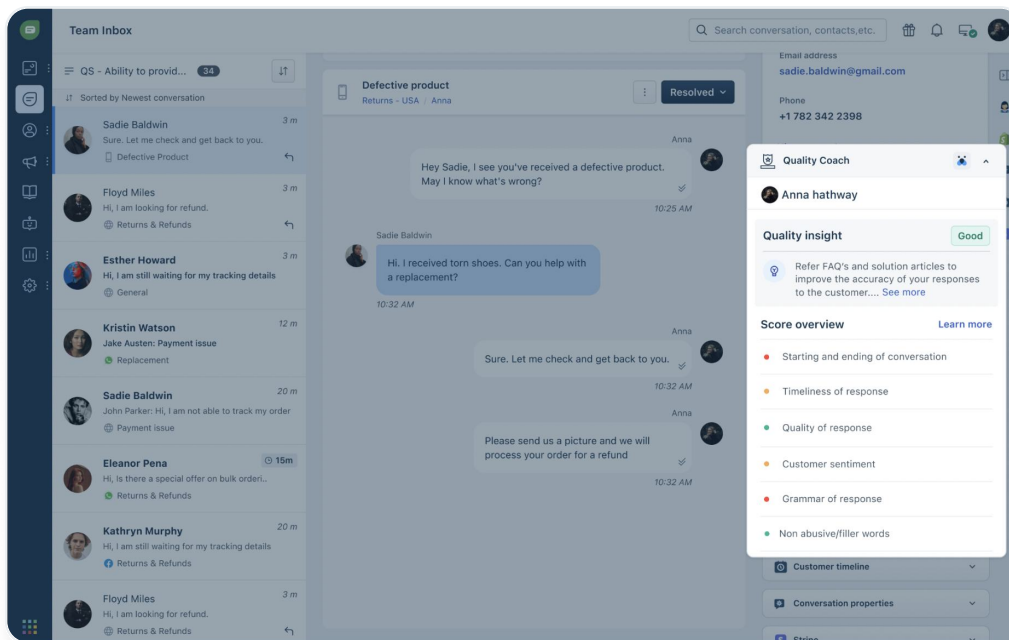 Team Inbox
Search conversation, contacts,etc.
QS - Ability to provid... 34
Sorted by Newest conversation
Sadie Baldwin 3 m
Sure. Let me check and get back to you.
Defective Product
Floyd Miles 3 m
Hi, I am looking for refund.
Returns & Refunds
Esther Howard 3 m
Hi, I am still waiting for my tracking details
General
Kristin Watson 12 m
Jake Austen: Payment issue
Replacement
Sadie Baldwin 20 m
John Parker: Hi, I am not able to track my order
Payment issue
Eleanor Pena 15m
Hi, Is there a special offer on bulk orderi..
Returns & Refunds
Kathryn Murphy 20 m
Hi, I am still waiting for my tracking details
Returns & Refunds
Floyd Miles 3 m
Hi, I am looking for refund.
Returns & Refunds
Defective product
Returns - USA / Anna
Resolved
Anna
Hey Sadie, I see you've received a defective product.
May I know what's wrong?
10:25 AM
Sadie Baldwin
Hi. I received torn shoes. Can you help with
a replacement?
10:32 AM
Anna
Sure. Let me check and get back to you.
10:32 AM
Anna
Please send us a picture and we will
process your order for a refund
10:32 AM
Email address
sadie.baldwin@gmail.com
Phone
+1 782 342 2398
Quality Coach
Anna hathway
Quality insight Good
Refer FAQ's and solution articles to
improve the accuracy of your responses
to the customer.... See more
Score overview Learn more
Starting and ending of conversation
Timeliness of response
Quality of response
Customer sentiment
Grammar of response
Non abusive/filler words
Customer timeline
Conversation properties
Stripe